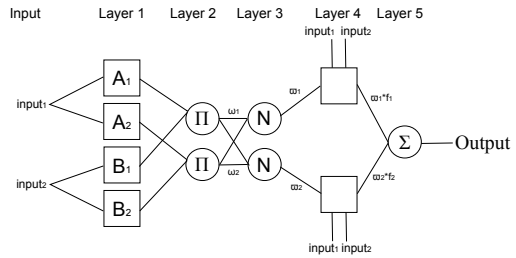 Input Layer 1 Layer 2 Layer 3 Layer 4 Layer 5
input₁ input₂
A₁
ϖ₁ ϖ₁*f₁
input₁
ω₁
A₂ Π N
Σ Output
B₁ Π N
ω₂
input₂
ϖ₂ ϖ₂*f₂
B₂
input₁ input₂